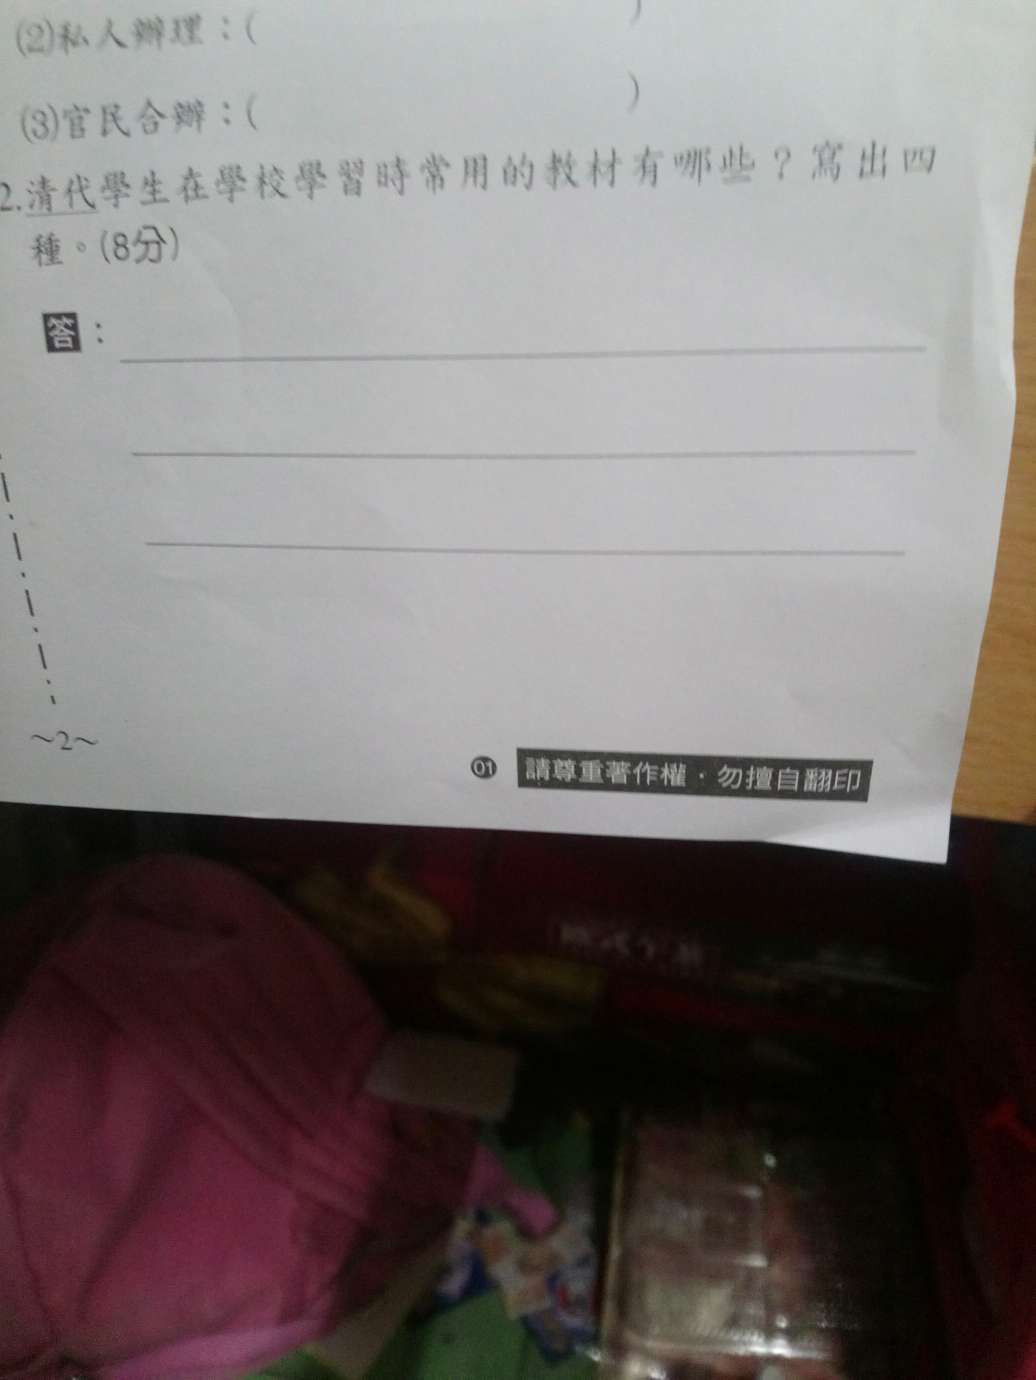 (2)私人辦理：( )
(3)官民合辦：( )
2.清代學生在學校學習時常用的教材有哪些？寫出四
種。(8分)
答：
～2～
01 請尊重著作權．勿擅自翻印